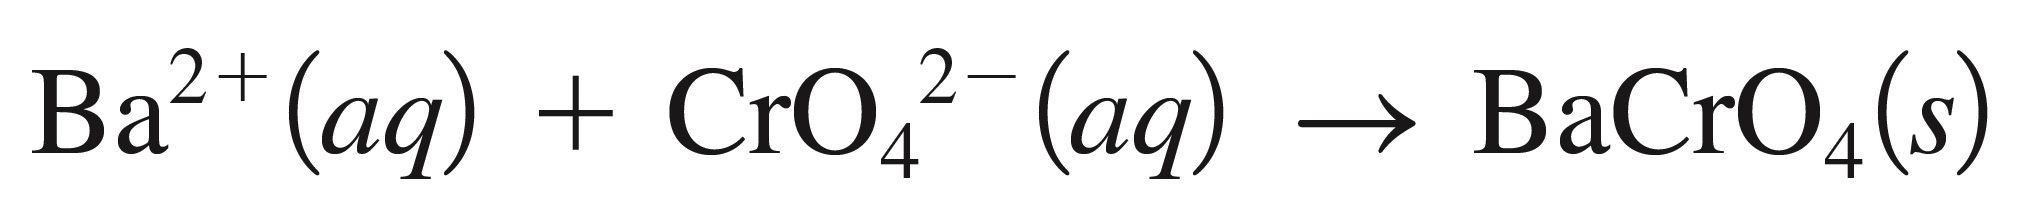 Ba²⁺(aq) + CrO₄²⁻(aq) → BaCrO₄(s)